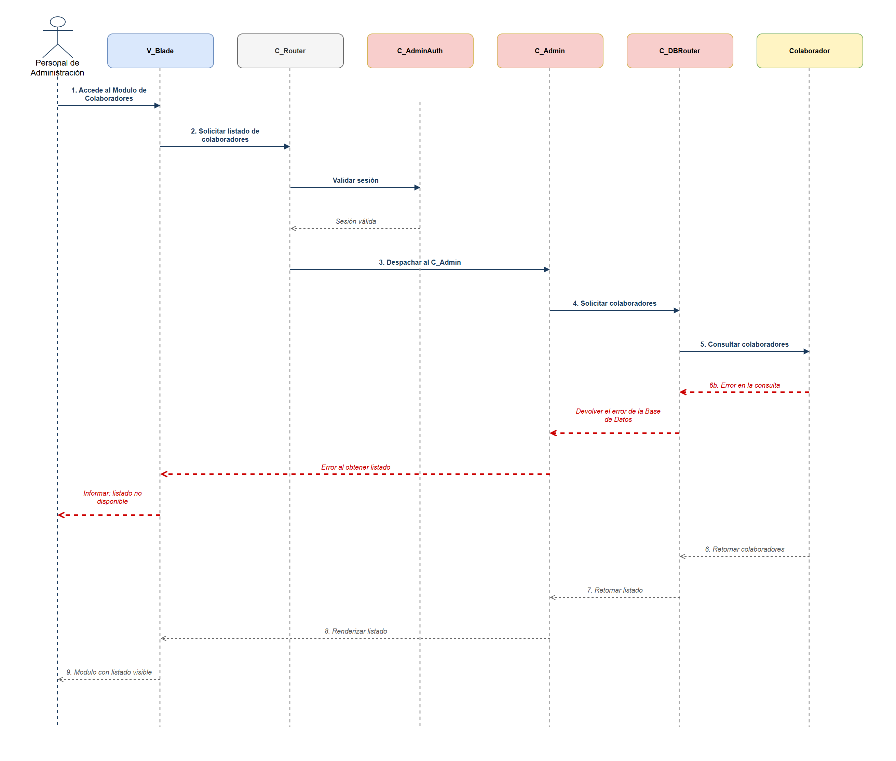 V_Blade
C_Router
C_AdminAuth
C_Admin
C_DBRouter
Colaborador
Personal de
Administración
1. Accede al Modulo de
Colaboradores
2. Solicitar listado de
colaboradores
Validar sesión
Sesión válida
3. Despachar al C_Admin
4. Solicitar colaboradores
5. Consultar colaboradores
6b. Error en la consulta
Devolver el error de la Base
de Datos
Error al obtener listado
Informar: listado no
disponible
6. Retornar colaboradores
7. Retornar listado
8. Renderizar listado
9. Modulo con listado visible